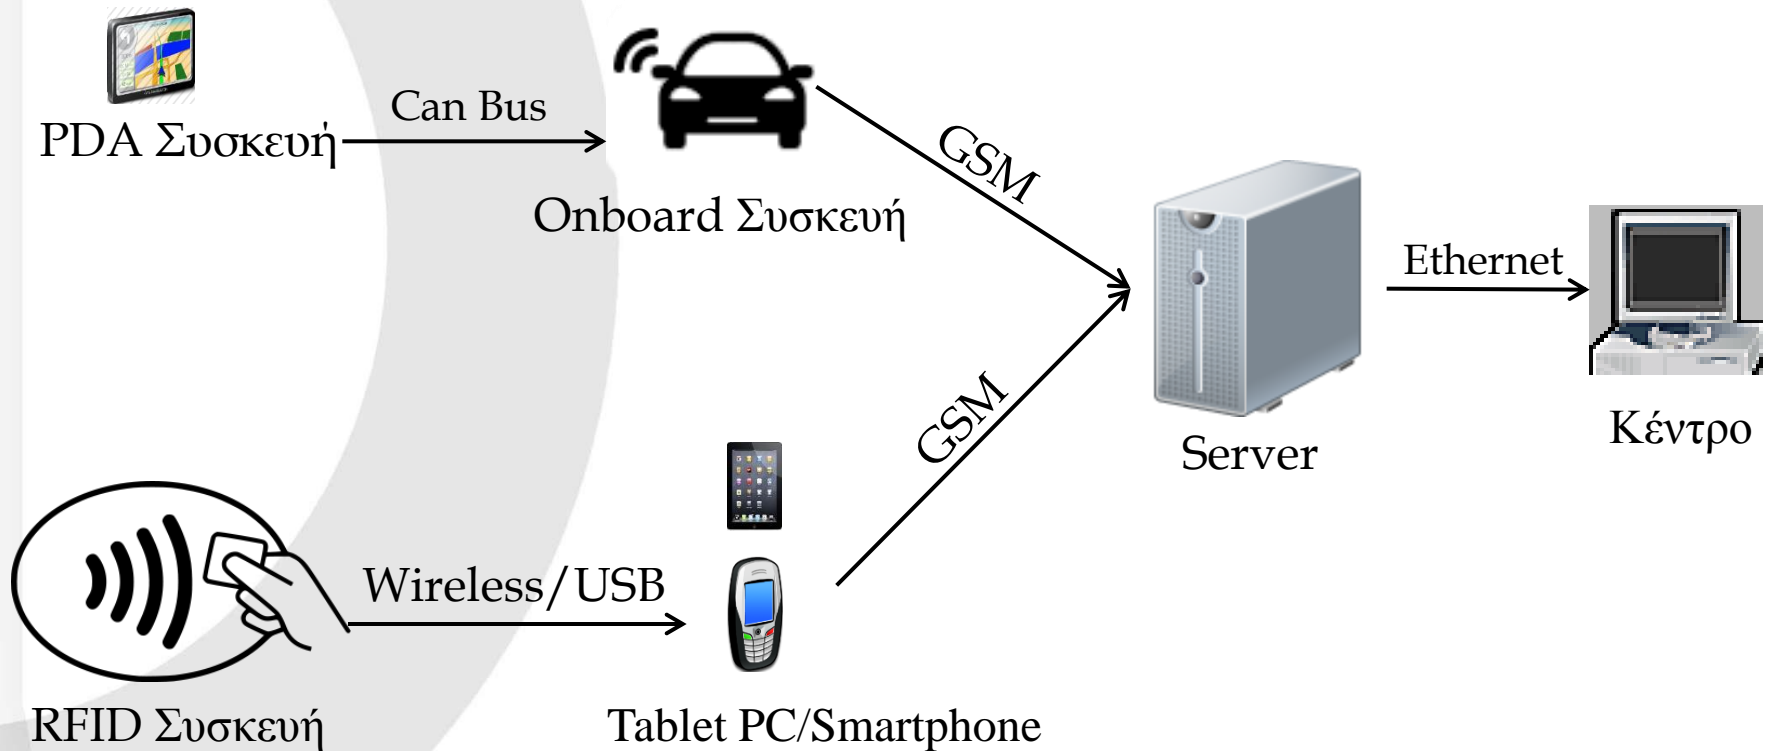 Can Bus
PDA Συσκευή
Onboard Συσκευή
GSM
Ethernet
GSM
Κέντρο
Server
Wireless/USB
RFID Συσκευή
Tablet PC/Smartphone